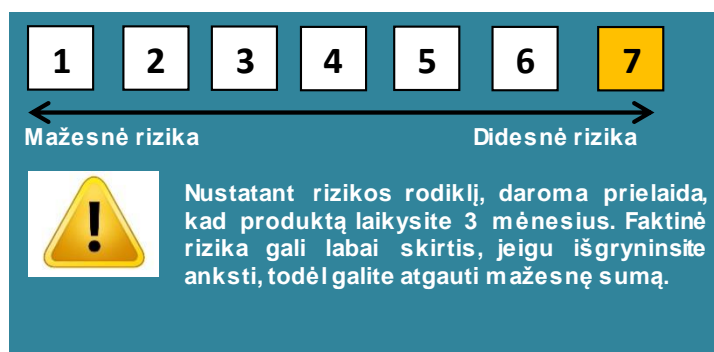 1 2 3 4 5 6 7
Mažesnė rizika Didesnė rizika
Nustatant rizikos rodiklį, daroma prielaida,
kad produktą laikysite 3 mėnesius. Faktinė
rizika gali labai skirtis, jeigu išgryninsite
anksti, todėl galite atgauti mažesnę sumą.